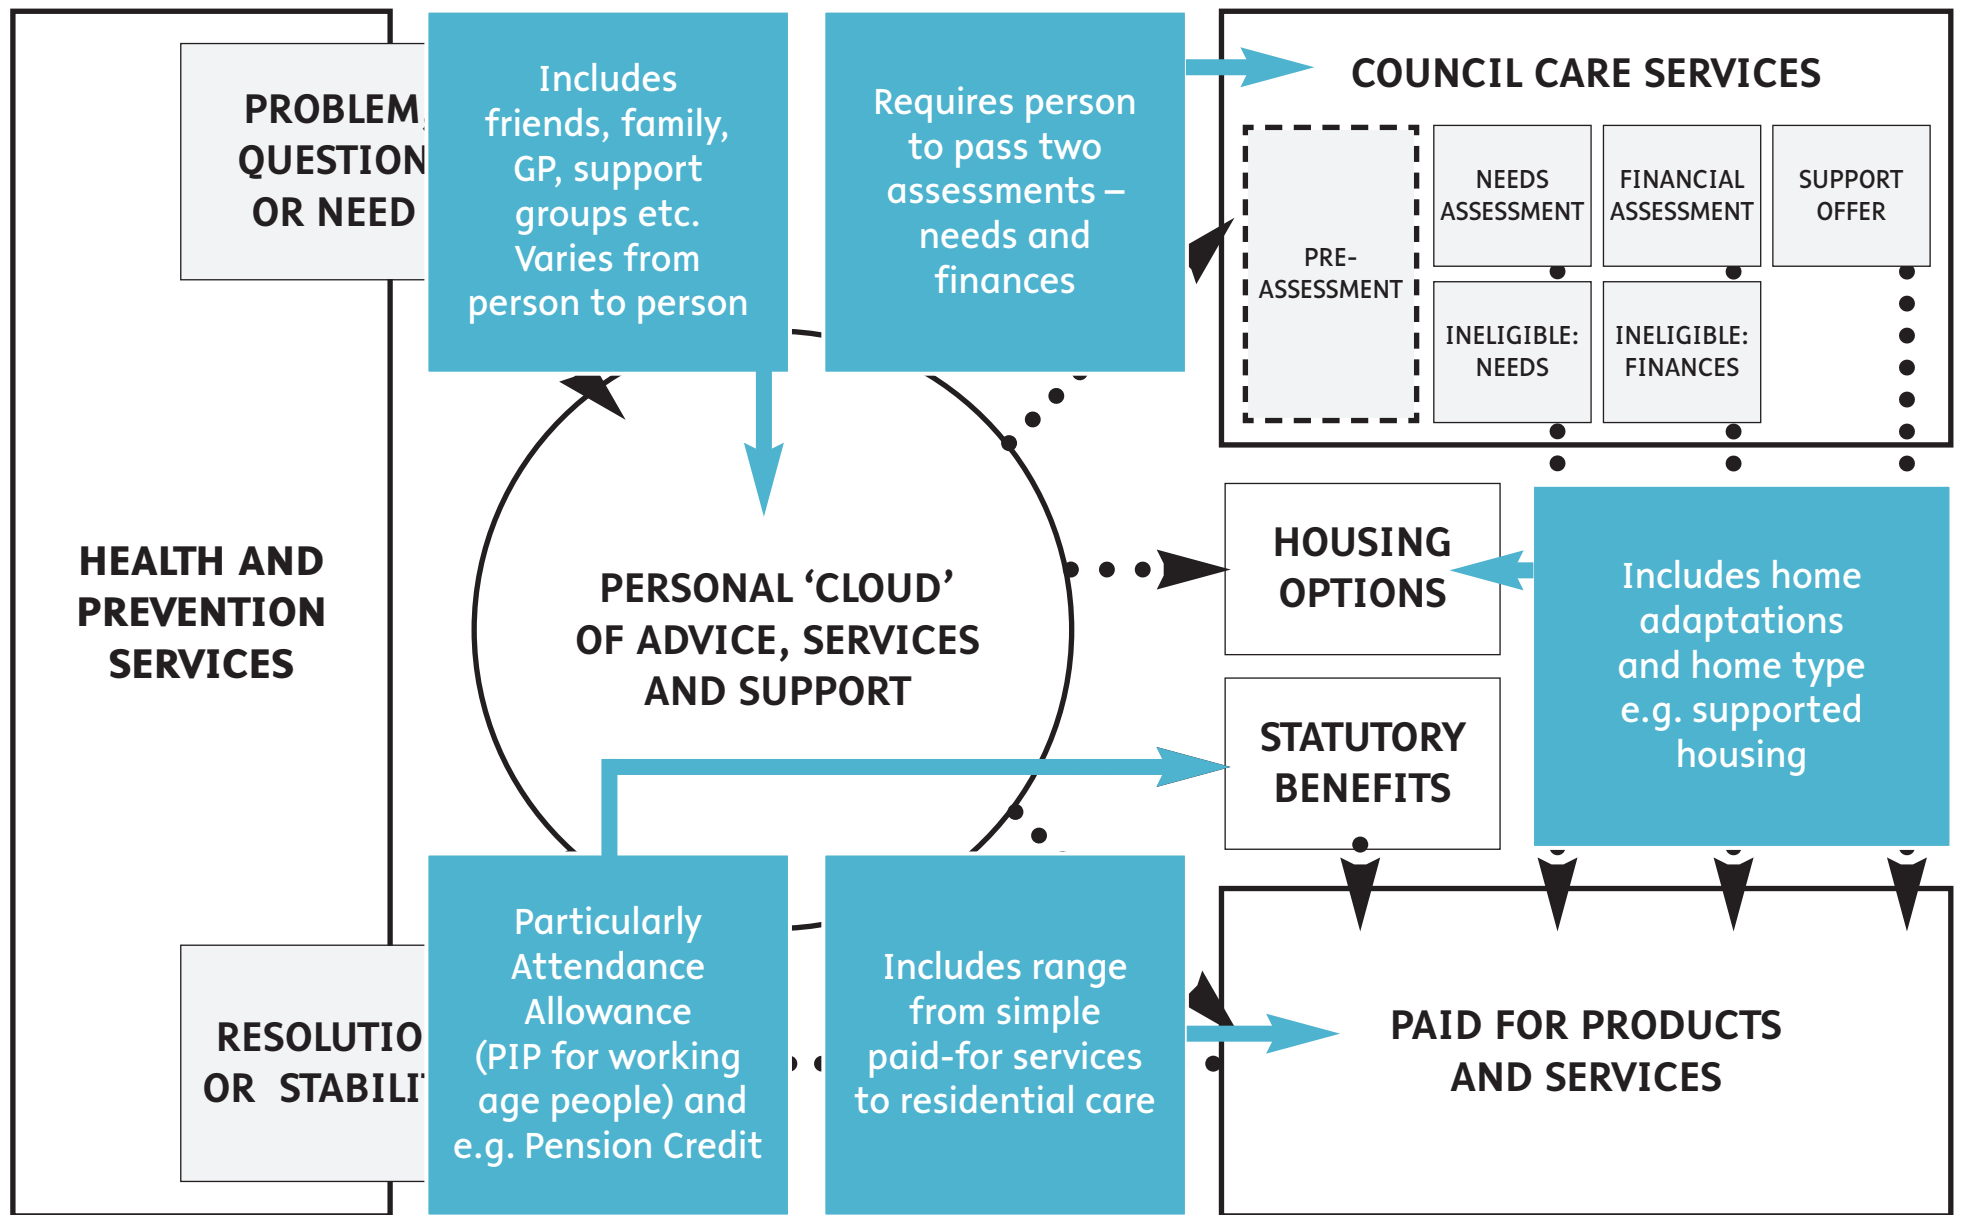 PROBLEM,
QUESTION
OR NEED
Includes
friends, family,
GP, support
groups etc.
Varies from
person to person
Requires person
to pass two
assessments –
needs and
finances
COUNCIL CARE SERVICES
PRE-
ASSESSMENT
NEEDS
ASSESSMENT
FINANCIAL
ASSESSMENT
SUPPORT
OFFER
INELIGIBLE:
NEEDS
INELIGIBLE:
FINANCES
HEALTH AND
PREVENTION
SERVICES
PERSONAL ‘CLOUD’
OF ADVICE, SERVICES
AND SUPPORT
HOUSING
OPTIONS
Includes home
adaptations
and home type
e.g. supported
housing
STATUTORY
BENEFITS
RESOLUTIO
OR STABILI
Particularly
Attendance
Allowance
(PIP for working
age people) and
e.g. Pension Credit
Includes range
from simple
paid-for services
to residential care
PAID FOR PRODUCTS
AND SERVICES